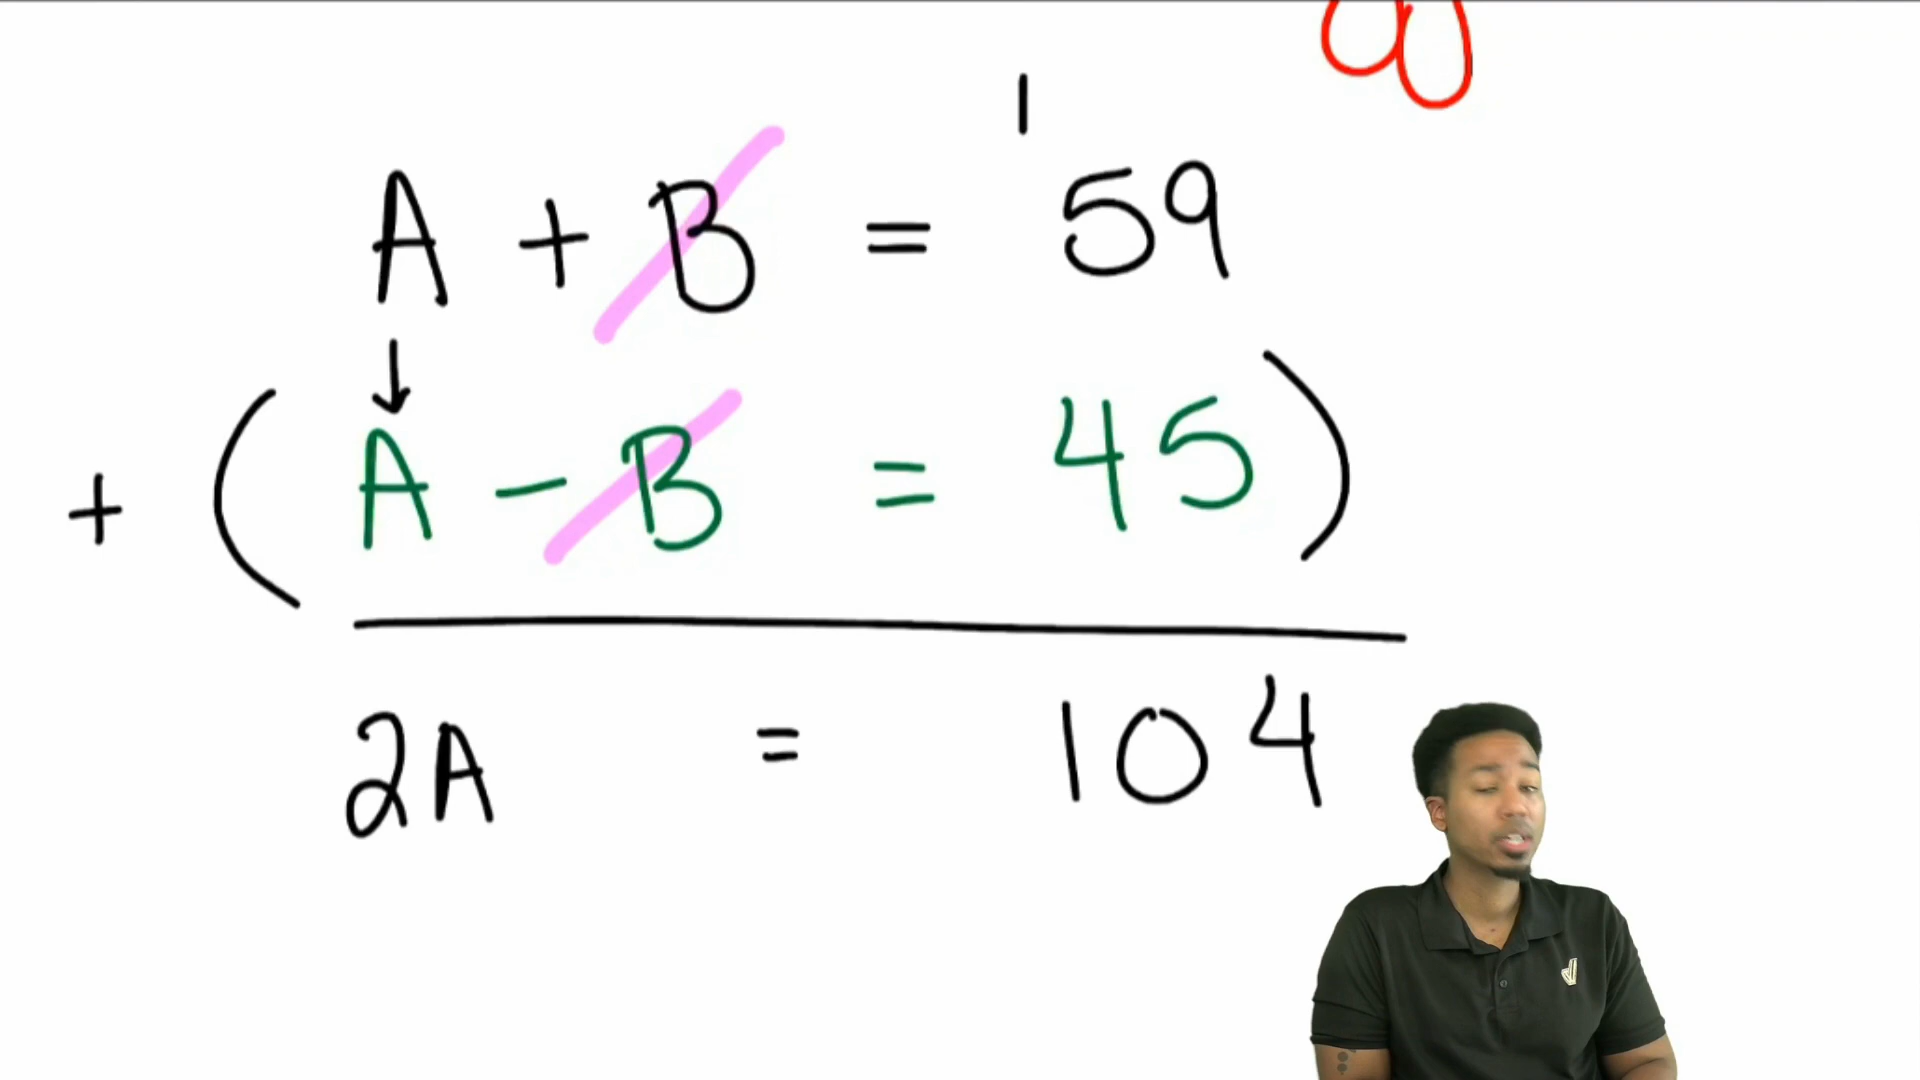 1
A + B = 59
+ ( A - B = 45 )
2A = 104